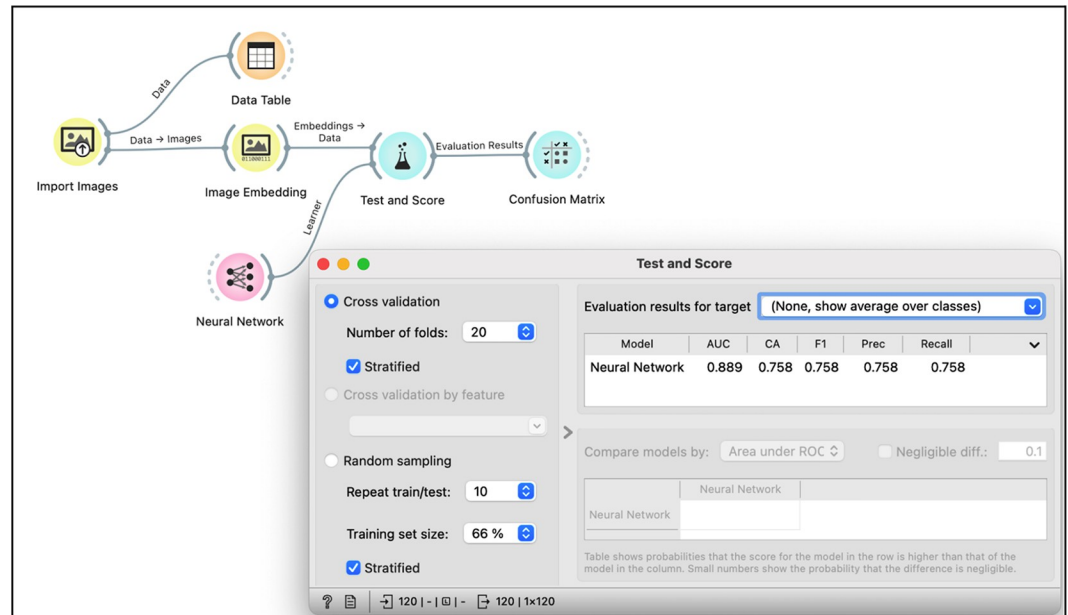 Data
Data Table
Data → Images
Embeddings →
Data
Evaluation Results
011000111
Import Images
Image Embedding
Test and Score
Confusion Matrix
Learner
Neural Network
Test and Score
Cross validation
Number of folds: 20
Stratified
Cross validation by feature
Random sampling
Repeat train/test: 10
Training set size: 66 %
Stratified
Evaluation results for target (None, show average over classes)
Model AUC CA F1 Prec Recall
Neural Network 0.889 0.758 0.758 0.758 0.758
Compare models by: Area under ROC Negligible diff.: 0.1
Neural Network
Neural Network
Table shows probabilities that the score for the model in the row is higher than that of the
model in the column. Small numbers show the probability that the difference is negligible.
? 120 | - | - 120 | 1×120